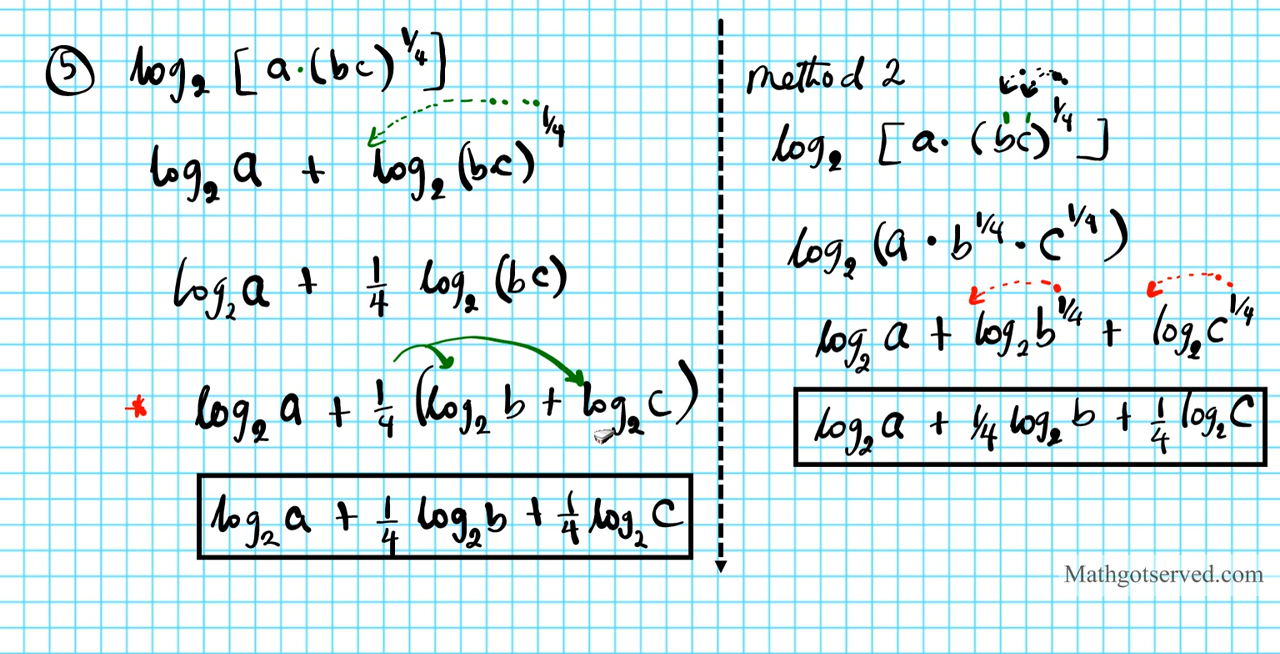 ⑤ log₂ [a·(bc)^1/4]
log₂ a + log₂ (bc)^1/4
log₂ a + 1/4 log₂ (bc)
* log₂ a + 1/4 (log₂ b + log₂ c)
log₂ a + 1/4 log₂ b + 1/4 log₂ c
method 2
log₂ [a·(bc)^1/4]
log₂ (a · b^1/4 · c^1/4)
log₂ a + log₂ b^1/4 + log₂ c^1/4
log₂ a + 1/4 log₂ b + 1/4 log₂ c
Mathgotserved.com